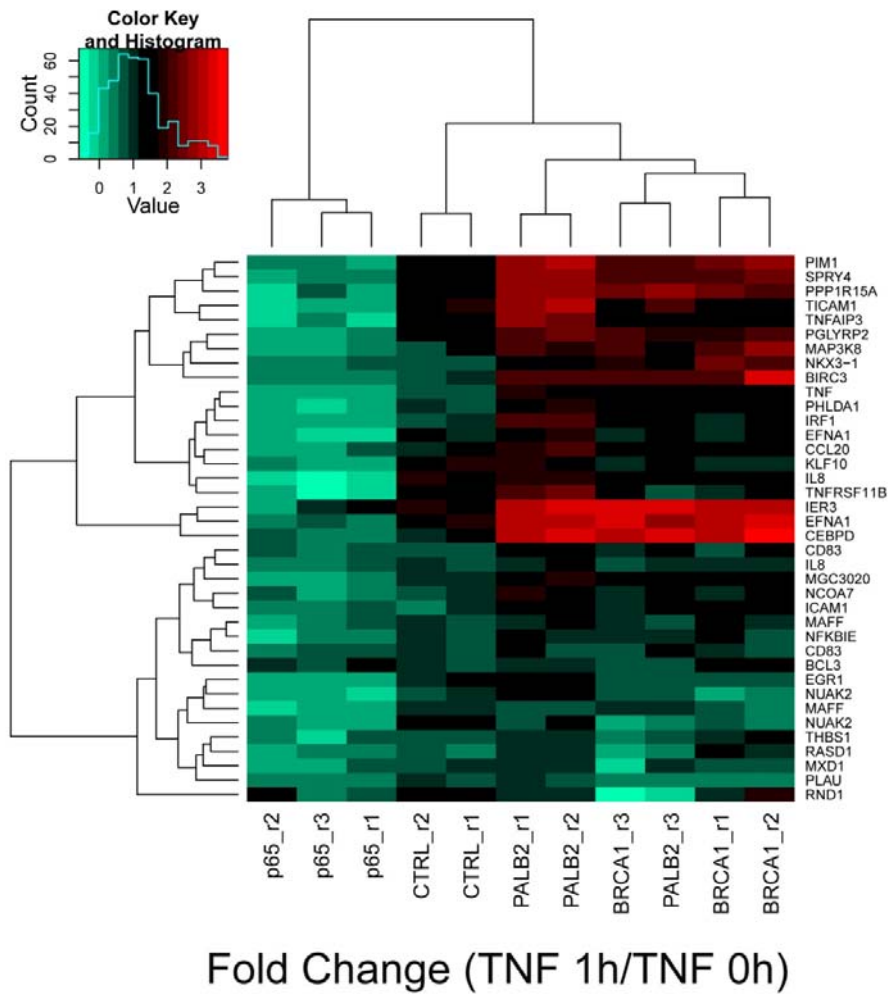 Color Key
and Histogram
Count
0
20
40
60
0 1 2 3
Value
PIM1
SPRY4
PPP1R15A
TICAM1
TNFAIP3
PGLYRP2
MAP3K8
NKX3-1
BIRC3
TNF
PHLDA1
IRF1
EFNA1
CCL20
KLF10
IL8
TNFRSF11B
IER3
EFNA1
CEBPD
CD83
IL8
MGC3020
NCOA7
ICAM1
MAFF
NFKBIE
CD83
BCL3
EGR1
NUAK2
MAFF
NUAK2
THBS1
RASD1
MXD1
PLAU
RND1
p65_r2
p65_r3
p65_r1
CTRL_r2
CTRL_r1
PALB2_r1
PALB2_r2
BRCA1_r3
PALB2_r3
BRCA1_r1
BRCA1_r2
Fold Change (TNF 1h/TNF 0h)